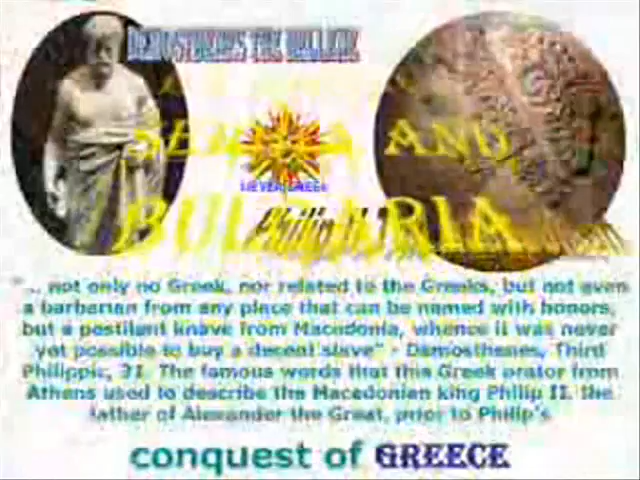 DEMOSTHENES THE HELLENE
SERBIA AND
NEVER GREEK
Philip II
BULGARIA
".. not only no Greek, nor related to the Greeks, but not even
a barbarian from any place that can be named with honors,
but a pestilent knave from Macedonia, whence it was never
yet possible to buy a decent slave" - Demosthenes, Third
Philippic, 31. The famous words that this Greek orator from
Athens used to describe the Macedonian king Philip II, the
father of Alexander the Great, prior to Philip's
conquest of GREECE